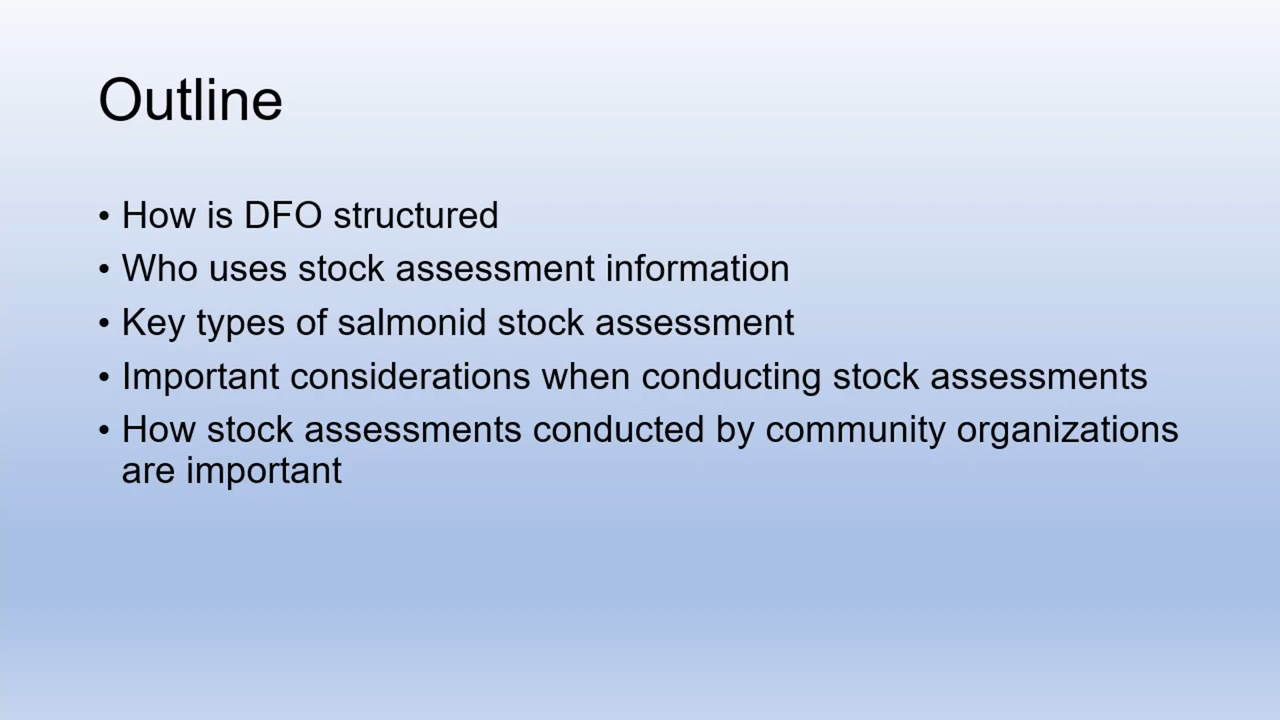 Outline
• How is DFO structured
• Who uses stock assessment information
• Key types of salmonid stock assessment
• Important considerations when conducting stock assessments
• How stock assessments conducted by community organizations
are important